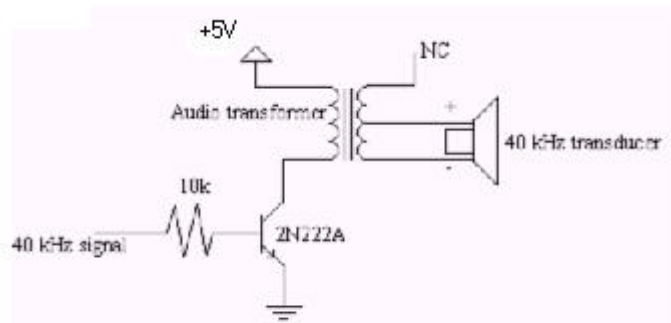 +5V
NC
Audio transformer
+
40 kHz transducer
-
10k
2N222A
40 kHz signal